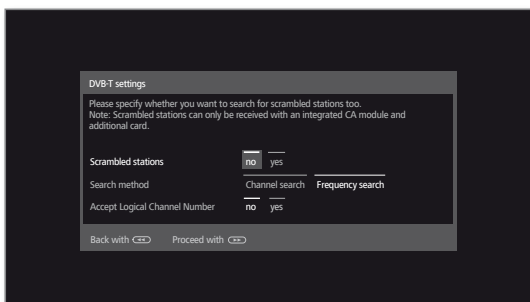 DVB-T settings
Please specify whether you want to search for scrambled stations too.
Note: Scrambled stations can only be received with an integrated CA module and
additional card.
Scrambled stations no yes
Search method Channel search Frequency search
Accept Logical Channel Number no yes
Back with Proceed with